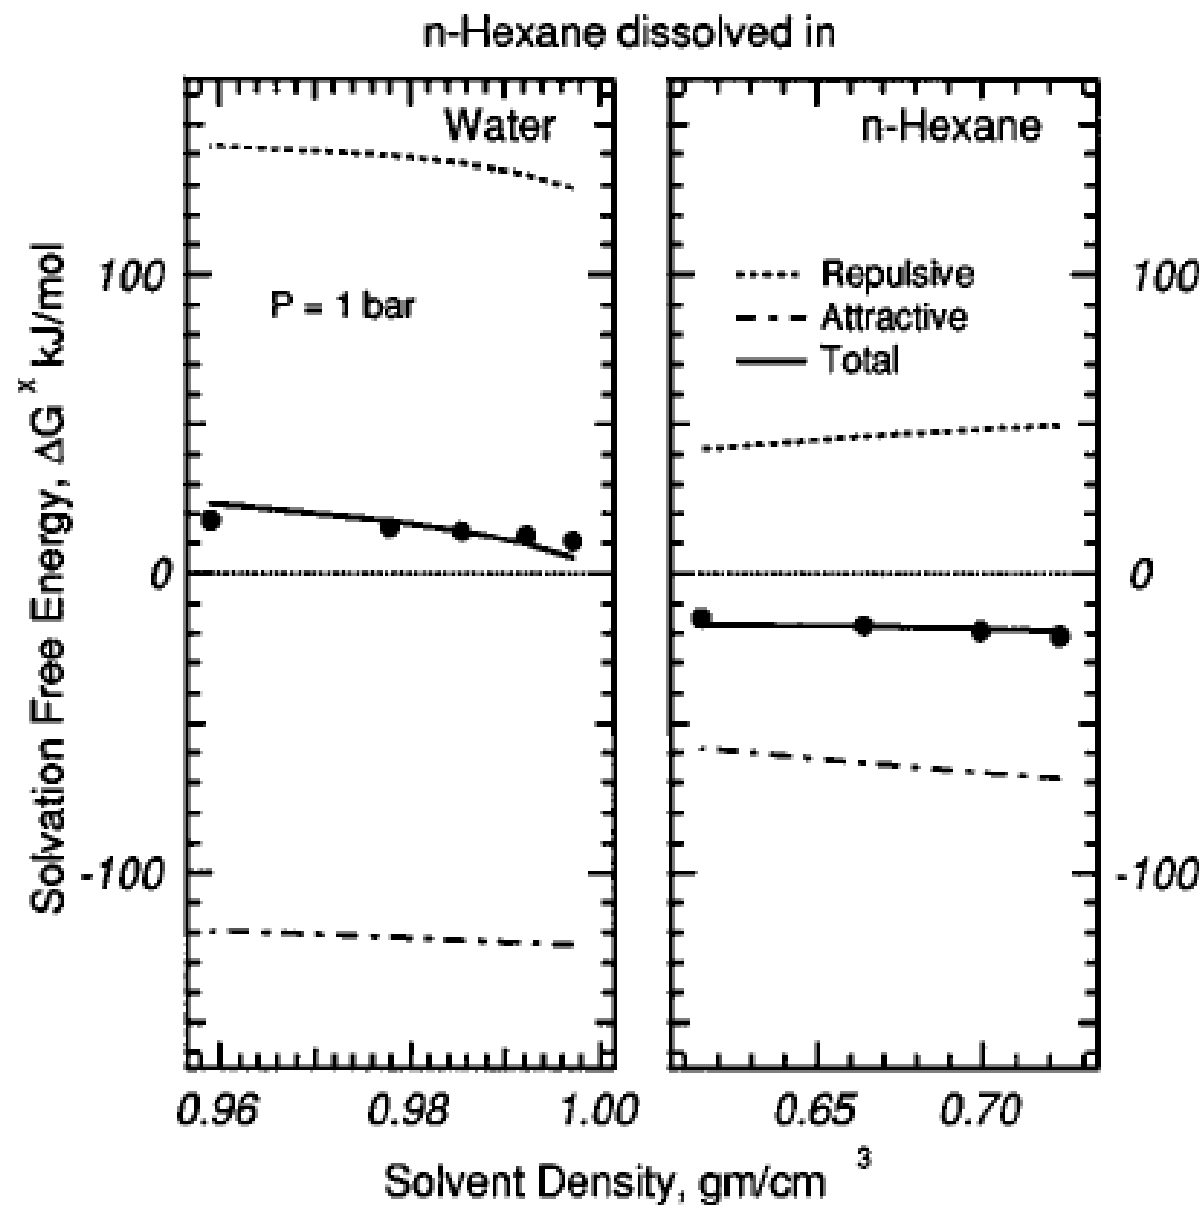 n-Hexane dissolved in
Water
n-Hexane
Solvation Free Energy, ΔG^x kJ/mol
100
0
-100
P = 1 bar
Repulsive
Attractive
Total
100
0
-100
0.96
0.98
1.00
0.65
0.70
Solvent Density, gm/cm ^3